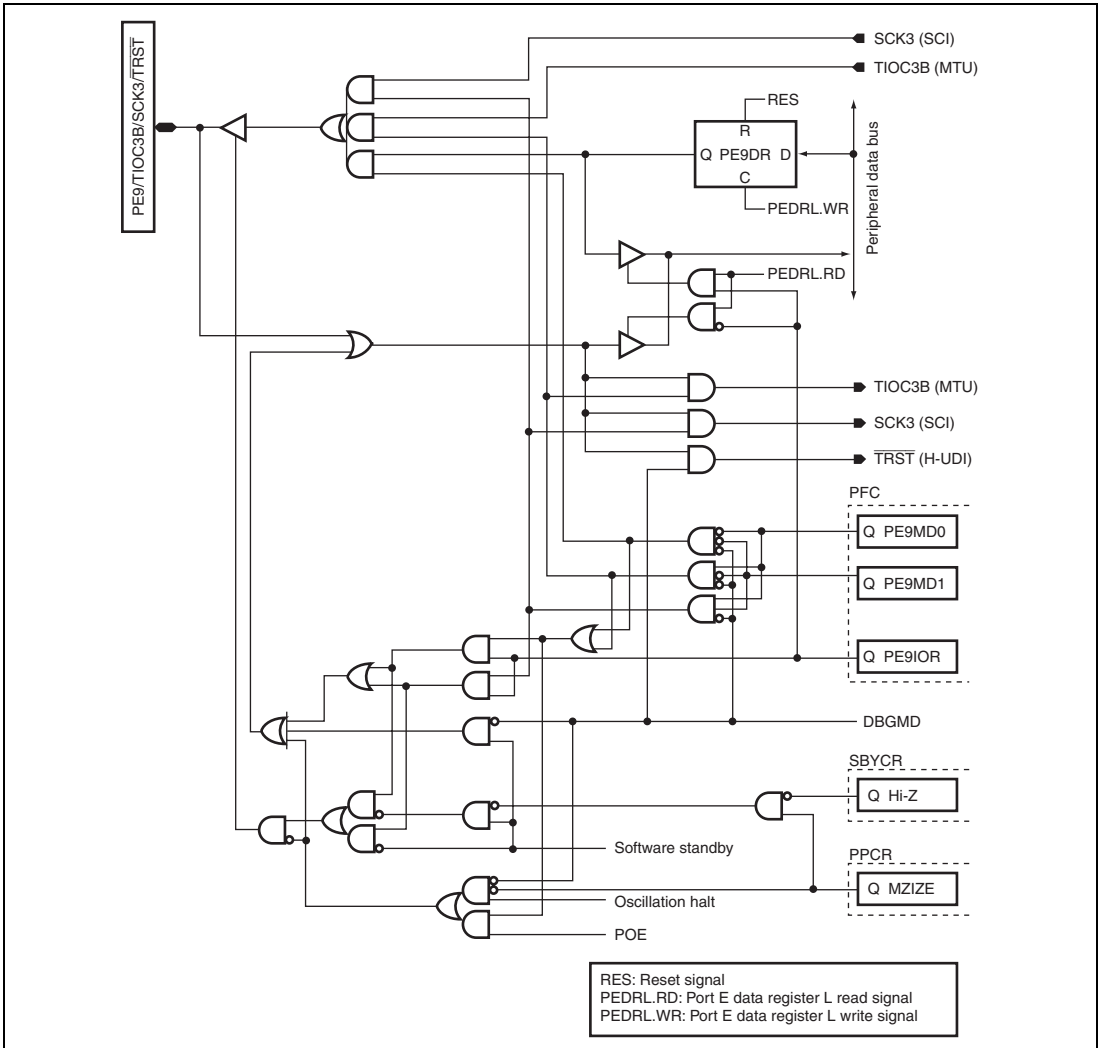 PE9/TIOC3B/SCK3/T̅R̅S̅T̅
SCK3 (SCI)
TIOC3B (MTU)
RES
R
Q PE9DR D
C
PEDRL.WR
Peripheral data bus
PEDRL.RD
TIOC3B (MTU)
SCK3 (SCI)
T̅R̅S̅T̅ (H-UDI)
PFC
Q PE9MD0
Q PE9MD1
Q PE9IOR
DBGMD
SBYCR
Q Hi-Z
Software standby
PPCR
Q MZIZE
Oscillation halt
POE
RES: Reset signal
PEDRL.RD: Port E data register L read signal
PEDRL.WR: Port E data register L write signal